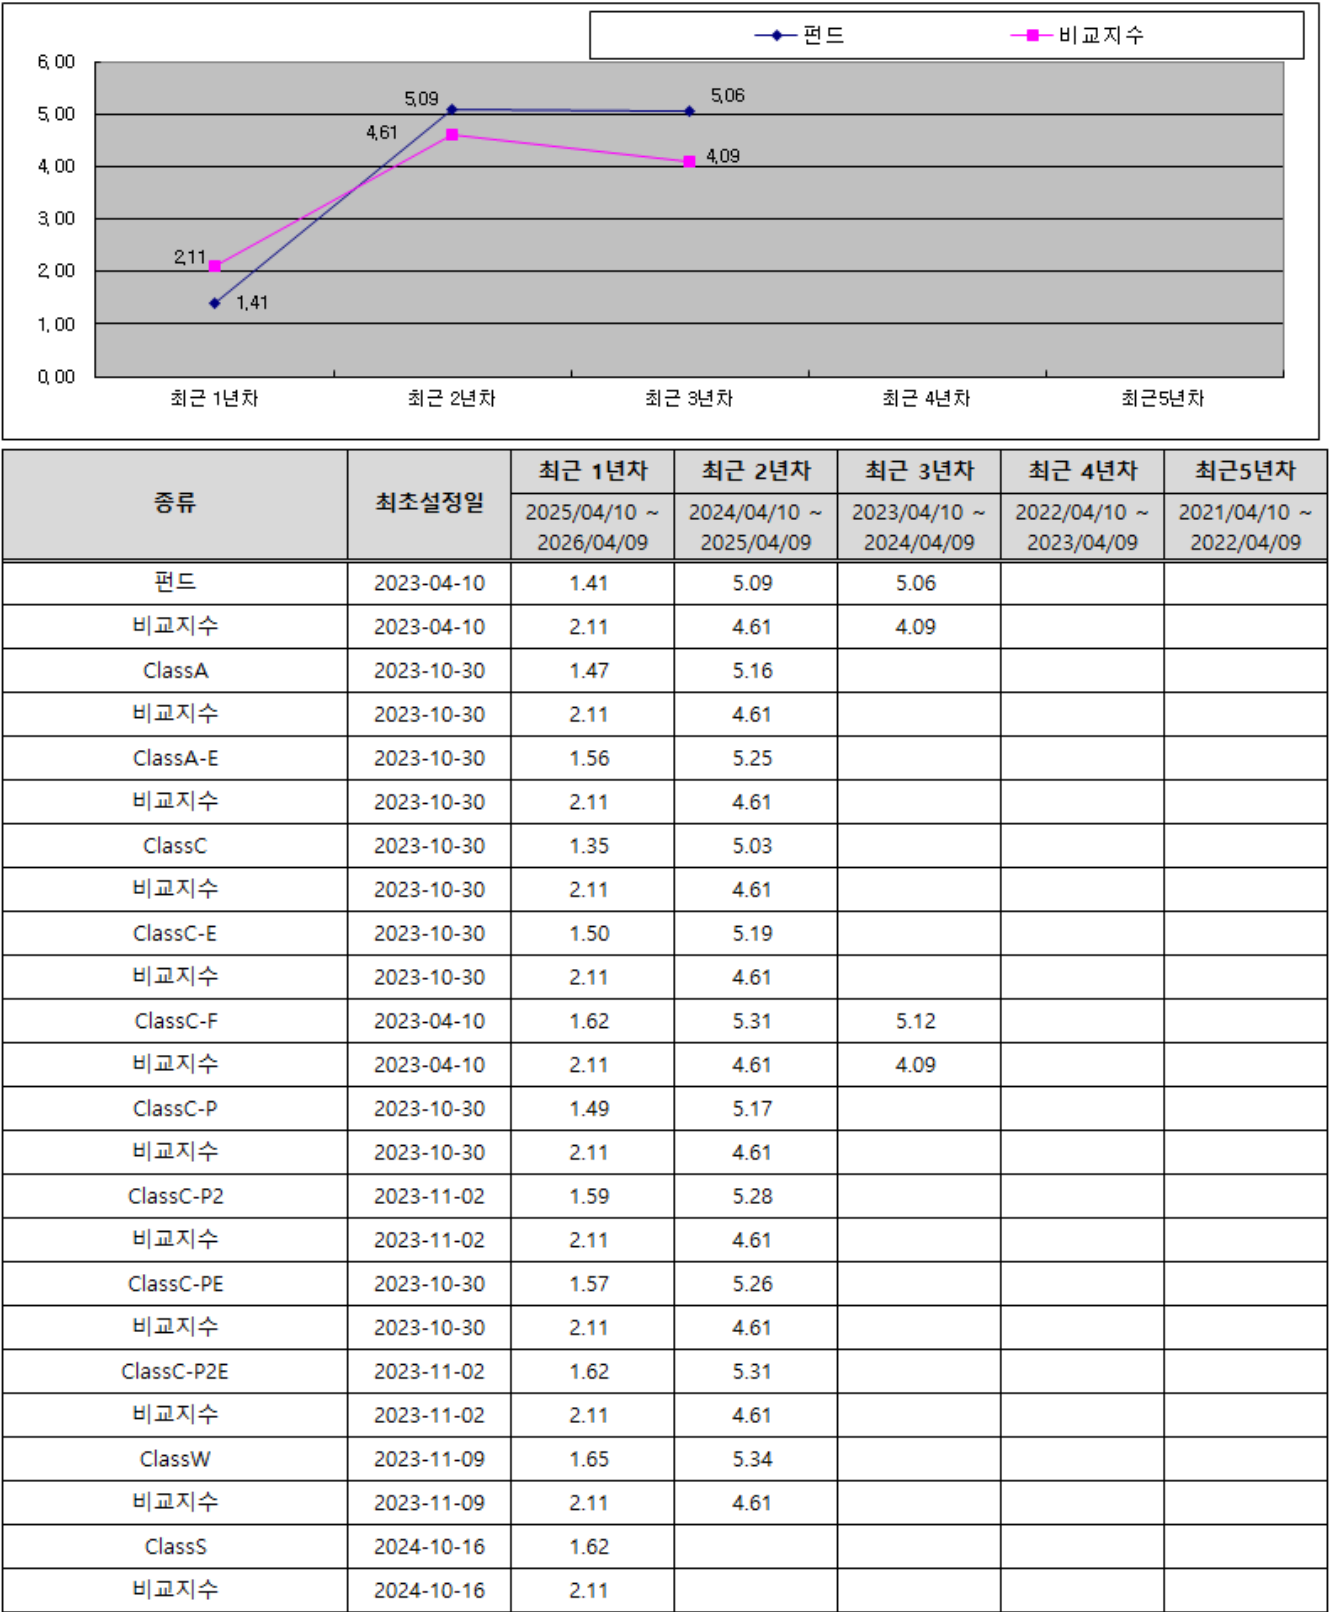 펀드 비교지수
6,00
5,00
4,00
3,00
2,00
1,00
0,00
5,09 5,06
4,61 4,09
2,11
1,41
최근 1년차 최근 2년차 최근 3년차 최근 4년차 최근5년차
종류 최초설정일 최근 1년차 최근 2년차 최근 3년차 최근 4년차 최근5년차
2025/04/10 ~ 2024/04/10 ~ 2023/04/10 ~ 2022/04/10 ~ 2021/04/10 ~
2026/04/09 2025/04/09 2024/04/09 2023/04/09 2022/04/09
펀드 2023-04-10 1.41 5.09 5.06
비교지수 2023-04-10 2.11 4.61 4.09
ClassA 2023-10-30 1.47 5.16
비교지수 2023-10-30 2.11 4.61
ClassA-E 2023-10-30 1.56 5.25
비교지수 2023-10-30 2.11 4.61
ClassC 2023-10-30 1.35 5.03
비교지수 2023-10-30 2.11 4.61
ClassC-E 2023-10-30 1.50 5.19
비교지수 2023-10-30 2.11 4.61
ClassC-F 2023-04-10 1.62 5.31 5.12
비교지수 2023-04-10 2.11 4.61 4.09
ClassC-P 2023-10-30 1.49 5.17
비교지수 2023-10-30 2.11 4.61
ClassC-P2 2023-11-02 1.59 5.28
비교지수 2023-11-02 2.11 4.61
ClassC-PE 2023-10-30 1.57 5.26
비교지수 2023-10-30 2.11 4.61
ClassC-P2E 2023-11-02 1.62 5.31
비교지수 2023-11-02 2.11 4.61
ClassW 2023-11-09 1.65 5.34
비교지수 2023-11-09 2.11 4.61
ClassS 2024-10-16 1.62
비교지수 2024-10-16 2.11